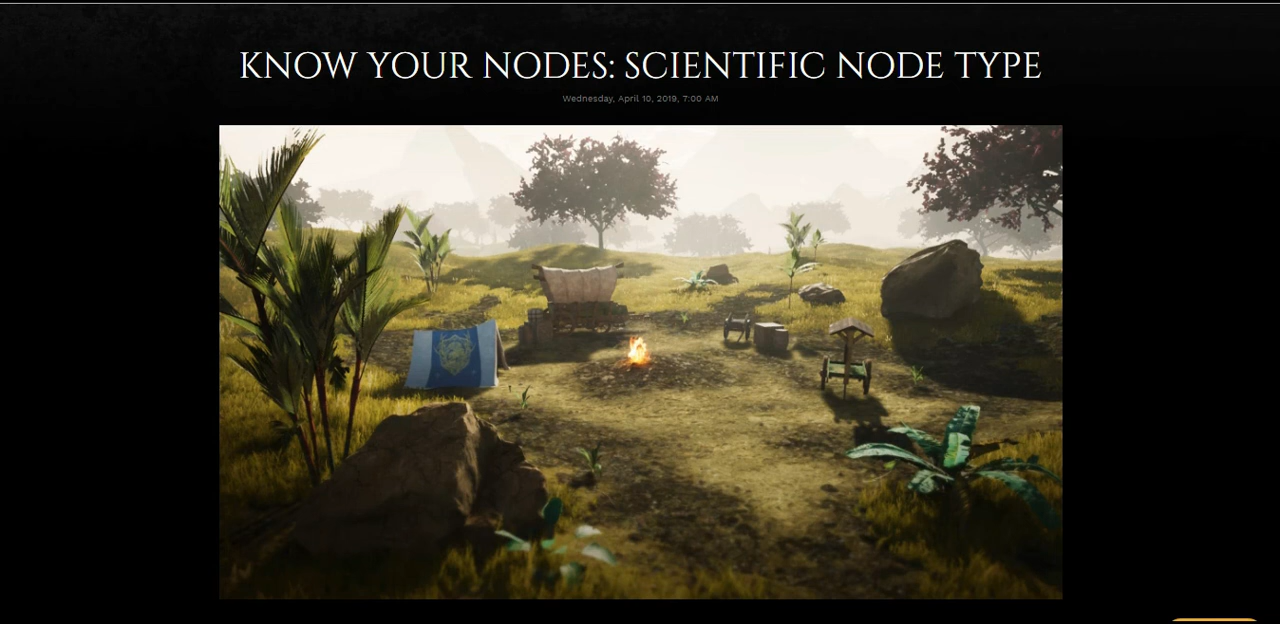 KNOW YOUR NODES: SCIENTIFIC NODE TYPE
Wednesday, April 10, 2019, 7:00 AM